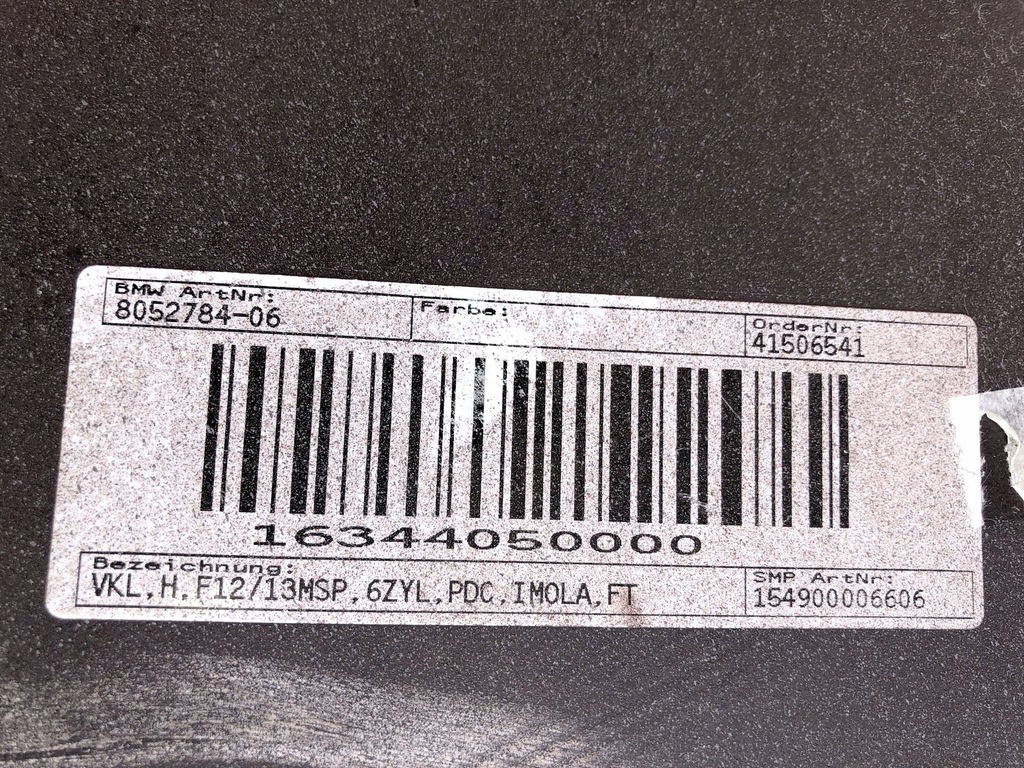 BMW ArtNr:
8052784-06
Farbe:
OrderNr:
41506541
16344050000
Bezeichnung:
VKL,H,F12/13MSP,6ZYL,PDC,IMOLA,FT
SMP ArtNr:
154900006606